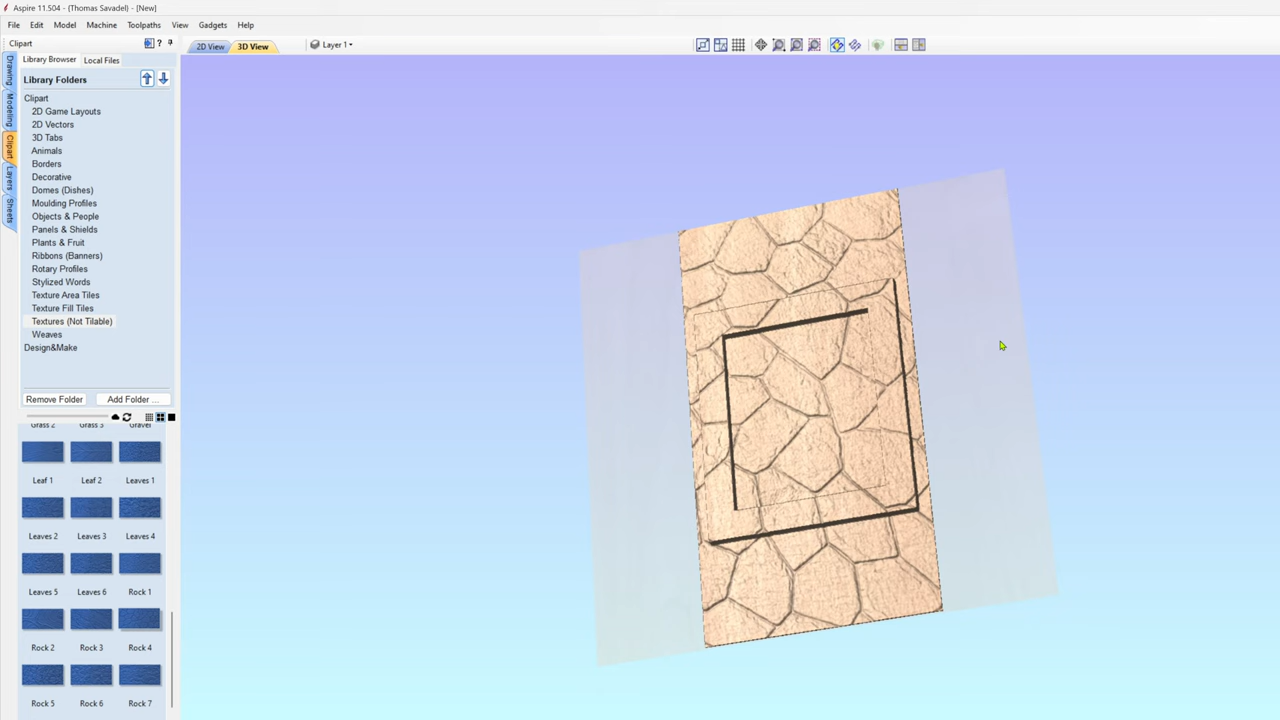 Aspire 11.504 - (Thomas Savadel) - [New]
File Edit Model Machine Toolpaths View Gadgets Help
Clipart ?
2D View 3D View Layer 1
Library Browser Local Files
Library Folders
Clipart
2D Game Layouts
2D Vectors
3D Tabs
Animals
Borders
Decorative
Domes (Dishes)
Moulding Profiles
Objects & People
Panels & Shields
Plants & Fruit
Ribbons (Banners)
Rotary Profiles
Stylized Words
Texture Area Tiles
Texture Fill Tiles
Textures (Not Tilable)
Weaves
Design&Make
Drawing
Modeling
Clipart
Layers
Sheets
Remove Folder Add Folder ...
Grass 2 Grass 3 Gravel
Leaf 1 Leaf 2 Leaves 1
Leaves 2 Leaves 3 Leaves 4
Leaves 5 Leaves 6 Rock 1
Rock 2 Rock 3 Rock 4
Rock 5 Rock 6 Rock 7